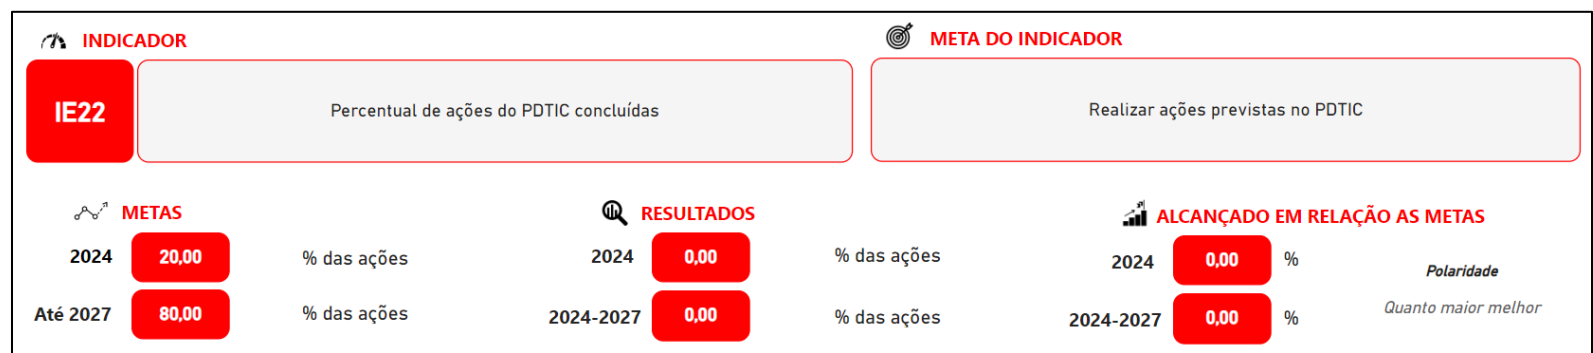 INDICADOR
META DO INDICADOR
IE22
Percentual de ações do PDTIC concluídas
Realizar ações previstas no PDTIC
METAS
RESULTADOS
ALCANÇADO EM RELAÇÃO AS METAS
2024 20,00 % das ações
2024 0,00 % das ações
2024 0,00 %
Polaridade
Até 2027 80,00 % das ações
2024-2027 0,00 % das ações
2024-2027 0,00 %
Quanto maior melhor